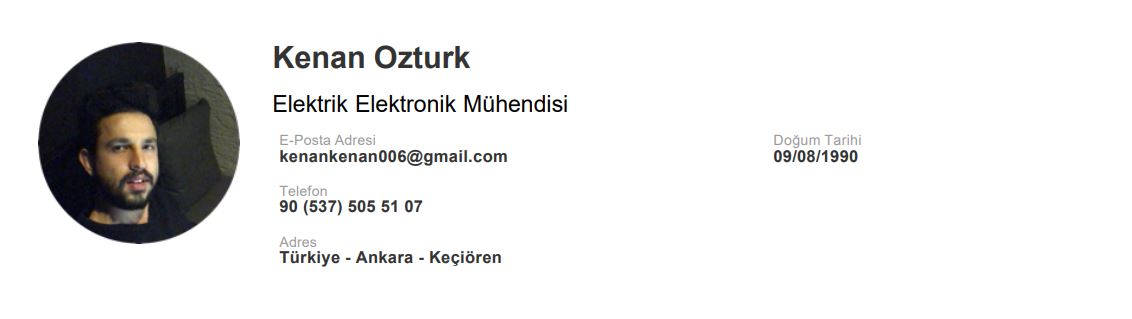 Kenan Ozturk
Elektrik Elektronik Mühendisi
E-Posta Adresi
kenankenan006@gmail.com
Doğum Tarihi
09/08/1990
Telefon
90 (537) 505 51 07
Adres
Türkiye - Ankara - Keçiören